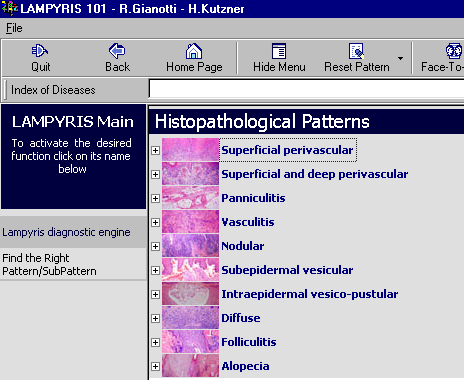 LAMPYRIS 101 - R.Gianotti - H.Kutzner
File
Quit
Back
Home Page
Hide Menu
Reset Pattern
Face-To-
Index of Diseases
LAMPYRIS Main
To activate the desired
function click on its name
below
Lampyris diagnostic engine
Find the Right
Pattern/SubPattern
Histopathological Patterns
Superficial perivascular
Superficial and deep perivascular
Panniculitis
Vasculitis
Nodular
Subepidermal vesicular
Intraepidermal vesico-pustular
Diffuse
Folliculitis
Alopecia